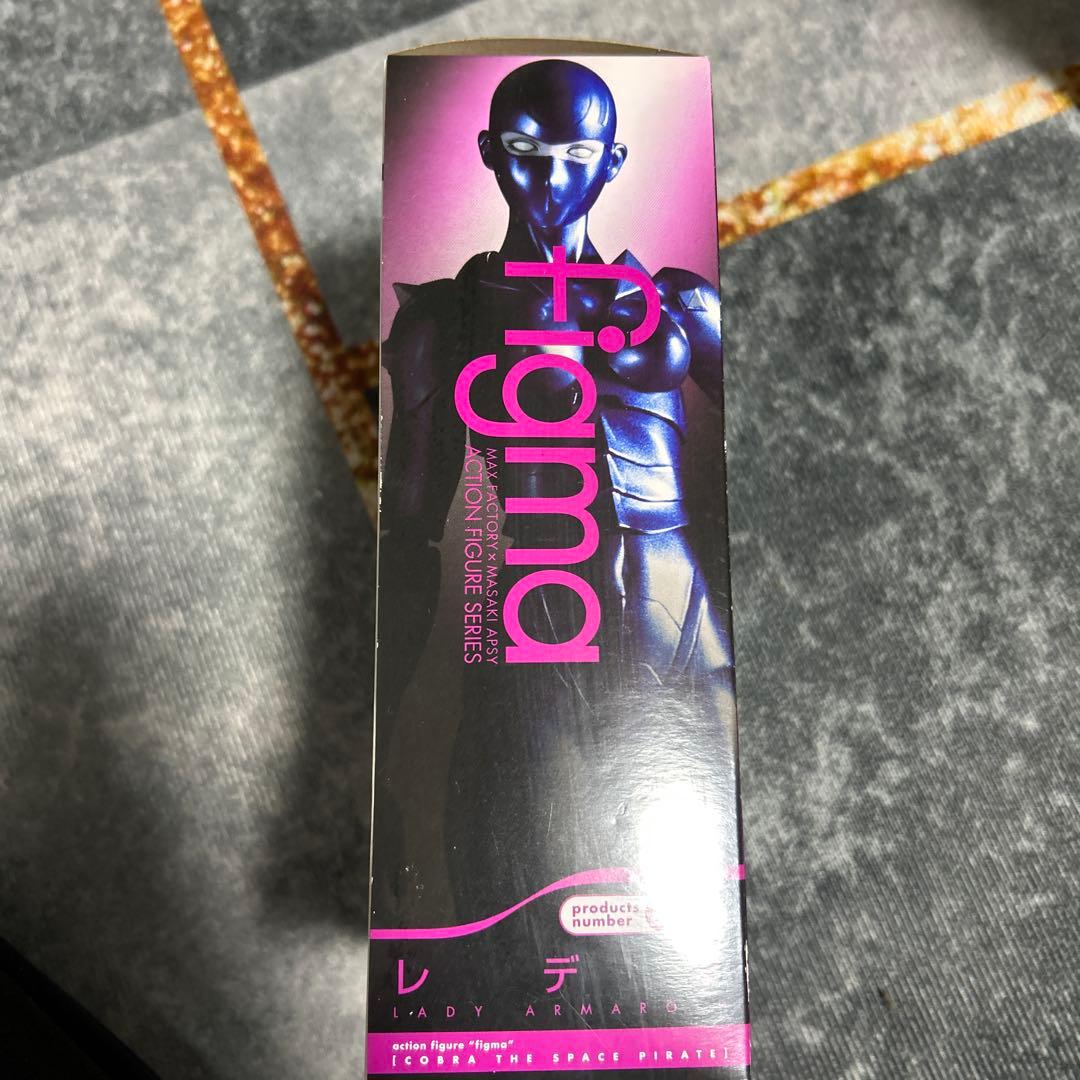 figma
MAX FACTORY × MASAKI APSY
ACTION FIGURE SERIES
products
number
レ デ
LADY ARMARO
action figure "figma"
[COBRA THE SPACE PIRATE]